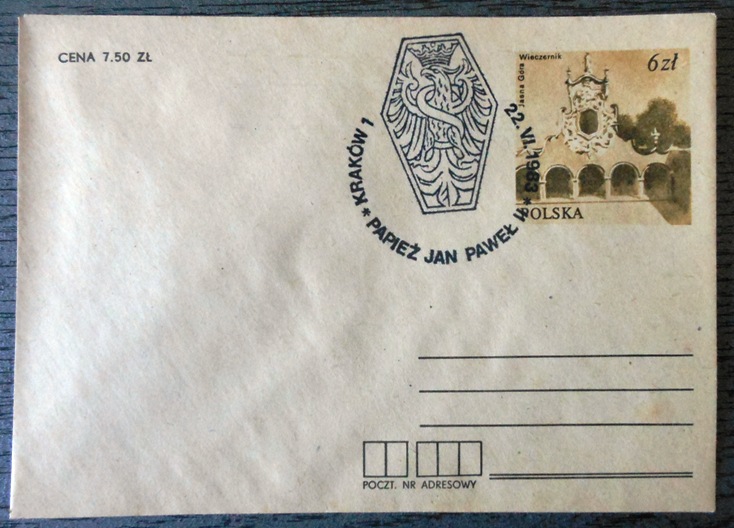 CENA 7.50 ZŁ
Wieczernik
Jasna Góra
6 zł
POLSKA
KRAKÓW 1
22. VI. 1983
* PAPIEŻ JAN PAWEŁ II *
POCZT. NR ADRESOWY